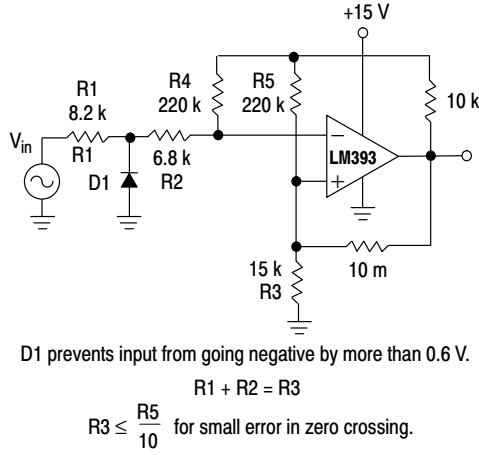 +15 V
R4
220 k
R5
220 k
10 k
R1
8.2 k
Vin
R1
6.8 k
R2
D1
−
LM393
+
15 k
R3
10 m
D1 prevents input from going negative by more than 0.6 V.
R1 + R2 = R3
R3 ≤ R5/10 for small error in zero crossing.